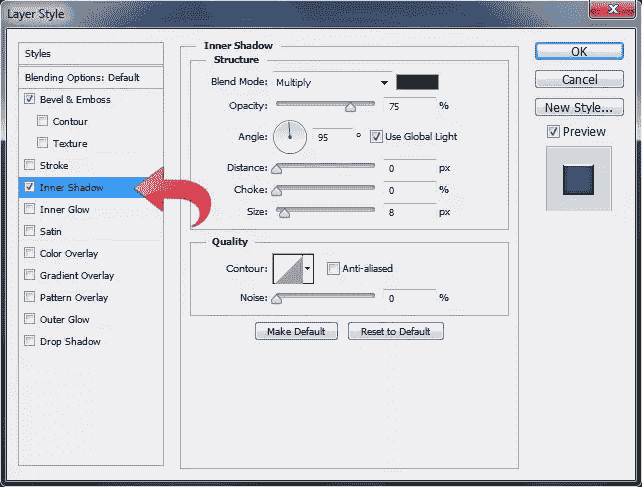 Layer Style
Styles
Blending Options: Default
Bevel & Emboss
Contour
Texture
Stroke
Inner Shadow
Inner Glow
Satin
Color Overlay
Gradient Overlay
Pattern Overlay
Outer Glow
Drop Shadow
Inner Shadow
Structure
Blend Mode: Multiply
Opacity: 75 %
Angle: 95 ° Use Global Light
Distance: 0 px
Choke: 0 %
Size: 8 px
Quality
Contour: Anti-aliased
Noise: 0 %
Make Default Reset to Default
OK
Cancel
New Style...
Preview